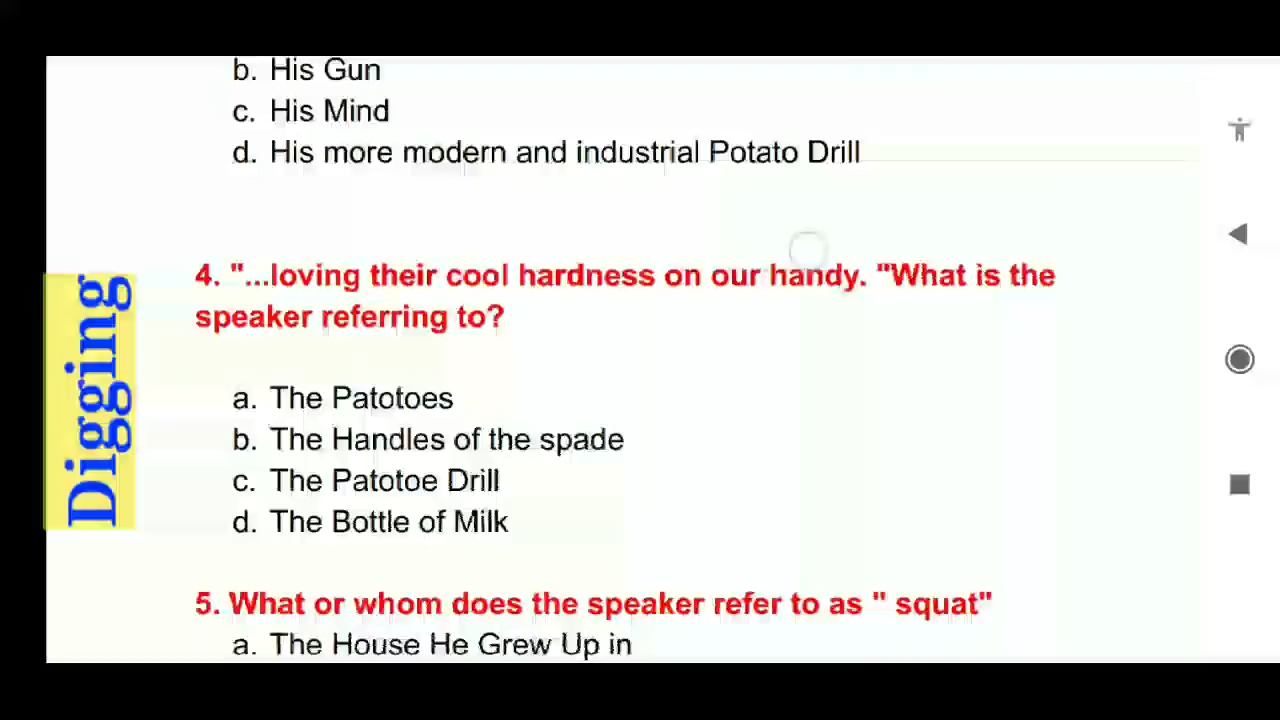 b. His Gun
c. His Mind
d. His more modern and industrial Potato Drill
4. "...loving their cool hardness on our handy. "What is the
speaker referring to?
a. The Patotoes
b. The Handles of the spade
c. The Patotoe Drill
d. The Bottle of Milk
5. What or whom does the speaker refer to as " squat"
a. The House He Grew Up in
Digging